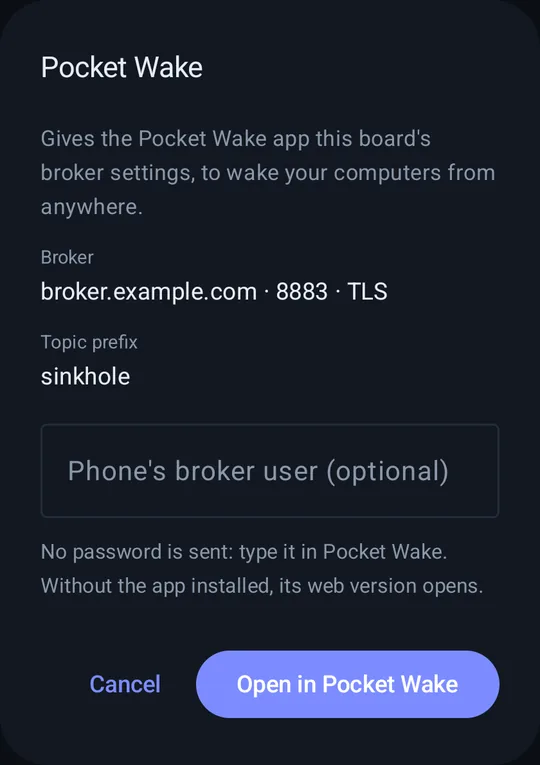 Pocket Wake
Gives the Pocket Wake app this board's
broker settings, to wake your computers from
anywhere.
Broker
broker.example.com · 8883 · TLS
Topic prefix
sinkhole
Phone's broker user (optional)
No password is sent: type it in Pocket Wake.
Without the app installed, its web version opens.
Cancel
Open in Pocket Wake